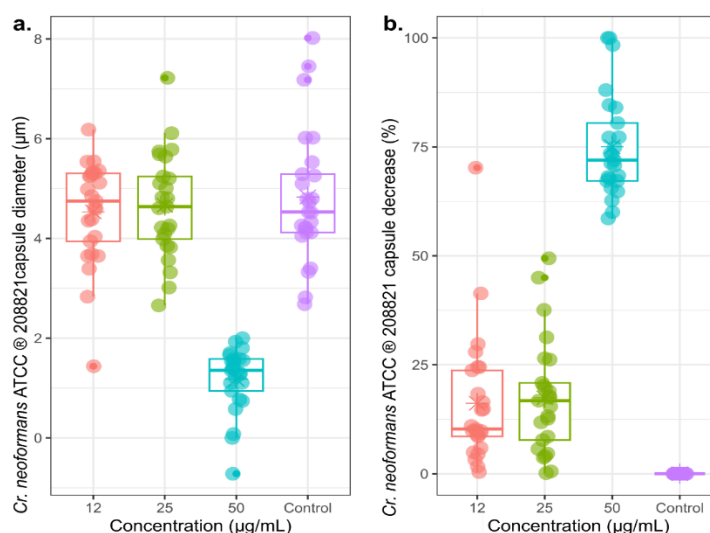 a.
Cr. neoformans ATCC ® 208821capsule diameter (µm)
8
6
4
2
0
12 25 50 Control
Concentration (µg/mL)
b.
Cr. neoformans ATCC ® 208821 capsule decrease (%)
100
75
50
25
0
12 25 50 Control
Concentration (µg/mL)